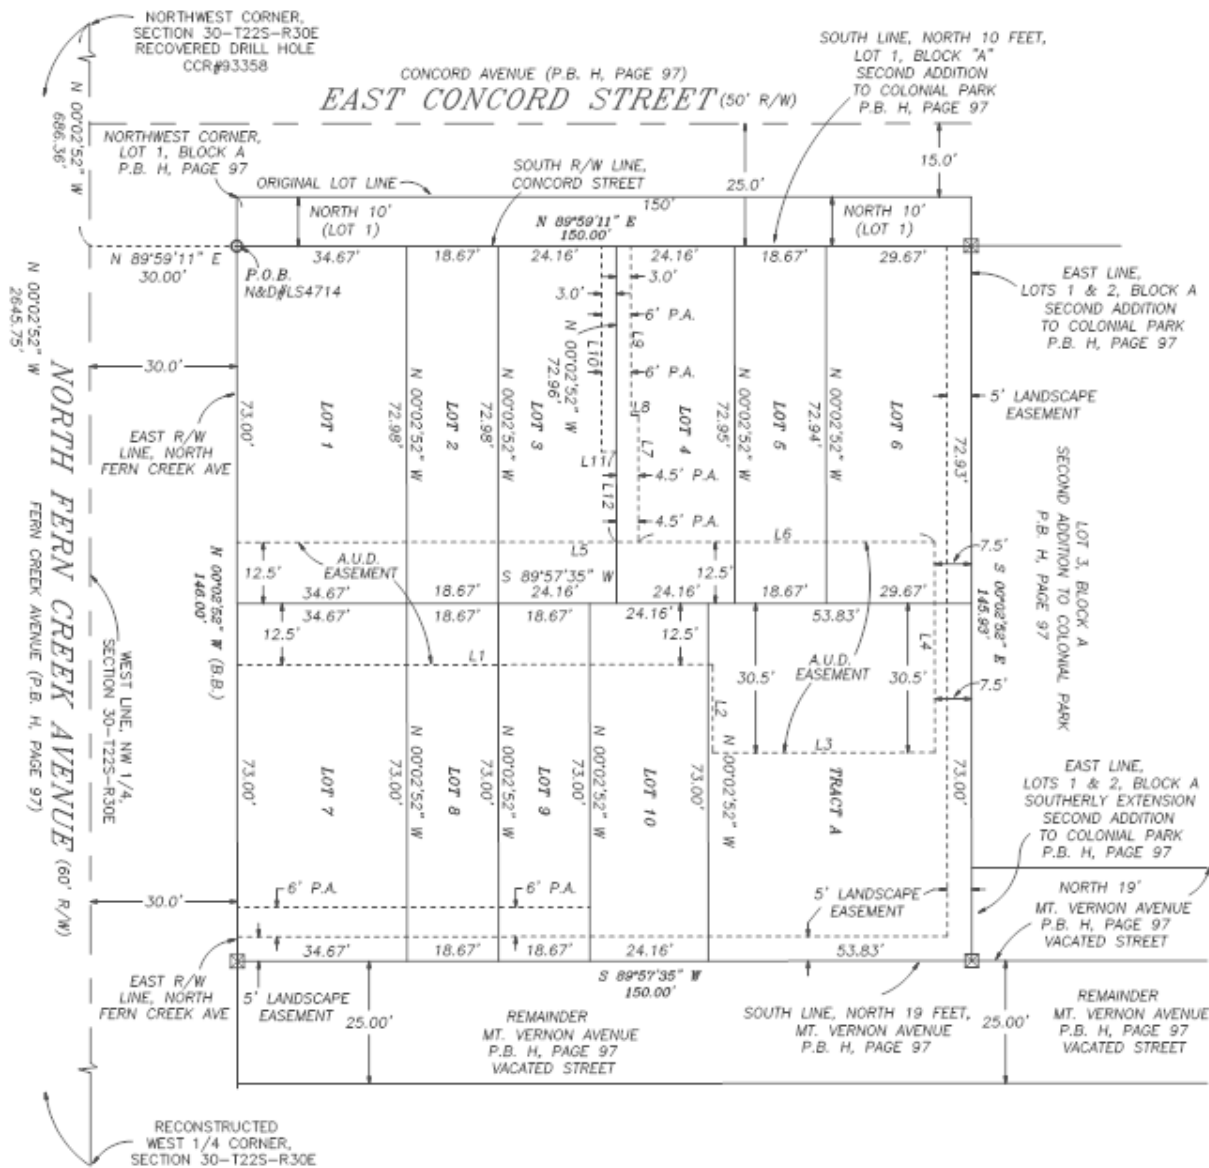 NORTHWEST CORNER,
SECTION 30-T22S-R30E
RECOVERED DRILL HOLE
CCR#93358
N 00°02'52" W
686.36'
CONCORD AVENUE (P.B. H, PAGE 97)
EAST CONCORD STREET (50' R/W)
SOUTH LINE, NORTH 10 FEET,
LOT 1, BLOCK "A"
SECOND ADDITION
TO COLONIAL PARK
P.B. H, PAGE 97
NORTHWEST CORNER,
LOT 1, BLOCK A
P.B. H, PAGE 97
ORIGINAL LOT LINE
SOUTH R/W LINE,
CONCORD STREET
25.0'
15.0'
NORTH 10'
(LOT 1)
150'
N 89°59'11" E
150.00'
NORTH 10'
(LOT 1)
N 89°59'11" E
30.00'
P.O.B.
N&D#LS4714
34.67'
18.67'
24.16'
24.16'
18.67'
29.67'
3.0'
3.0'
6' P.A.
6' P.A.
L10
L9
L8
L7
L11
L12
4.5' P.A.
4.5' P.A.
N 00°02'52" W
72.96'
EAST LINE,
LOTS 1 & 2, BLOCK A
SECOND ADDITION
TO COLONIAL PARK
P.B. H, PAGE 97
5' LANDSCAPE
EASEMENT
N 00°02'52" W
2645.75'
30.0'
EAST R/W
LINE, NORTH
FERN CREEK AVE
NORTH FERN CREEK AVENUE (60' R/W)
FERN CREEK AVENUE (P.B. H, PAGE 97)
73.00'
LOT 1
72.98'
N 00°02'52" W
LOT 2
72.98'
N 00°02'52" W
LOT 3
LOT 4
72.95'
N 00°02'52" W
LOT 5
72.94'
N 00°02'52" W
LOT 6
72.93'
LOT 3, BLOCK A
SECOND ADDITION TO COLONIAL PARK
P.B. H, PAGE 97
12.5'
A.U.D.
EASEMENT
L5
S 89°57'35" W
12.5'
L6
7.5'
S 00°02'52" E
145.93'
34.67'
18.67'
24.16'
24.16'
18.67'
29.67'
34.67'
18.67'
18.67'
24.16'
53.83'
N 00°02'52" W (B.B.)
146.00'
12.5'
L1
12.5'
30.5'
A.U.D.
EASEMENT
30.5'
L4
7.5'
L2
L3
WEST LINE, NW 1/4,
SECTION 30-T22S-R30E
73.00'
LOT 7
73.00'
N 00°02'52" W
LOT 8
73.00'
N 00°02'52" W
LOT 9
73.00'
N 00°02'52" W
LOT 10
73.00'
N 00°02'52" W
TRACT A
73.00'
EAST LINE,
LOTS 1 & 2, BLOCK A
SOUTHERLY EXTENSION
SECOND ADDITION
TO COLONIAL PARK
P.B. H, PAGE 97
30.0'
6' P.A.
6' P.A.
5' LANDSCAPE
EASEMENT
NORTH 19'
MT. VERNON AVENUE
P.B. H, PAGE 97
VACATED STREET
34.67'
18.67'
18.67'
24.16'
53.83'
EAST R/W
LINE, NORTH
FERN CREEK AVE
5' LANDSCAPE
EASEMENT
25.00'
S 89°57'35" W
150.00'
REMAINDER
MT. VERNON AVENUE
P.B. H, PAGE 97
VACATED STREET
SOUTH LINE, NORTH 19 FEET,
MT. VERNON AVENUE
P.B. H, PAGE 97
25.00'
REMAINDER
MT. VERNON AVENUE
P.B. H, PAGE 97
VACATED STREET
RECONSTRUCTED
WEST 1/4 CORNER,
SECTION 30-T22S-R30E